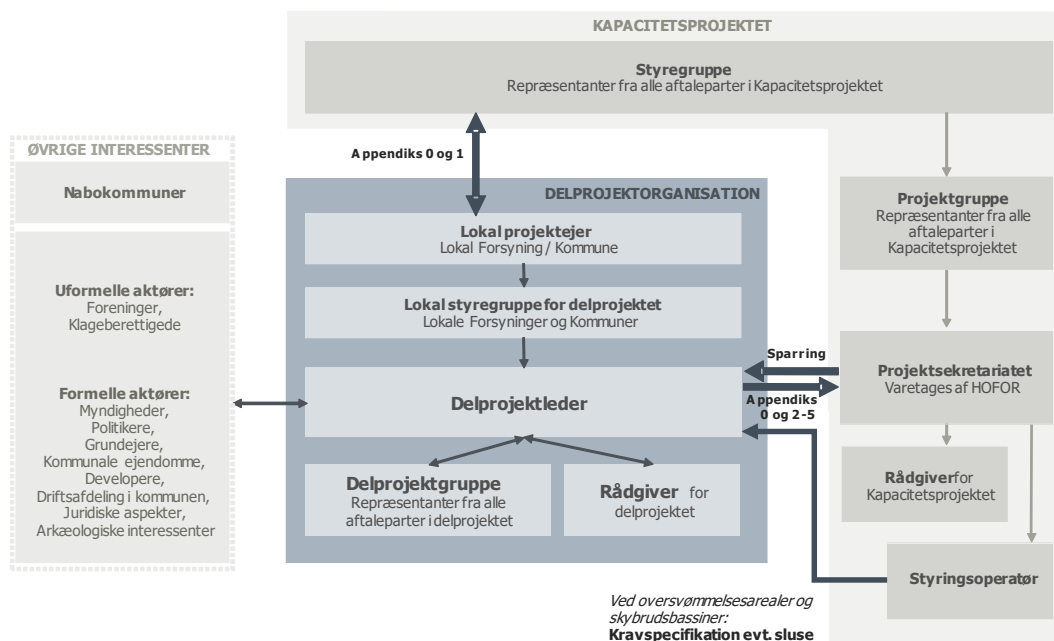 KAPACITETSPROJEKTET
Styregruppe
Repræsentanter fra alle aftaleparter i Kapacitetsprojektet
Appendiks 0 og 1
ØVRIGE INTERESSENTER
Nabokommuner
Uformelle aktører:
Foreninger,
Klageberettigede
Formelle aktører:
Myndigheder,
Politikere,
Grundejere,
Kommunale ejendomme,
Developere,
Driftsafdeling i kommunen,
Juridiske aspekter,
Arkæologiske interessenter
DELPROJEKTORGANISATION
Lokal projektejer
Lokal Forsyning / Kommune
Lokal styregruppe for delprojektet
Lokale Forsyninger og Kommuner
Delprojektleder
Delprojektgruppe
Repræsentanter fra alle
aftaleparter i delprojektet
Rådgiver for
delprojektet
Sparring
Appendiks
0 og 2-5
Projektgruppe
Repræsentanter fra alle
aftaleparter i
Kapacitetsprojektet
Projektsekretariatet
Varetages af HOFOR
Rådgiver for
Kapacitetsprojektet
Styringsoperatør
Ved oversvømmelsesarealer og
skybrudsbassiner:
Kravspecifikation evt. sluse